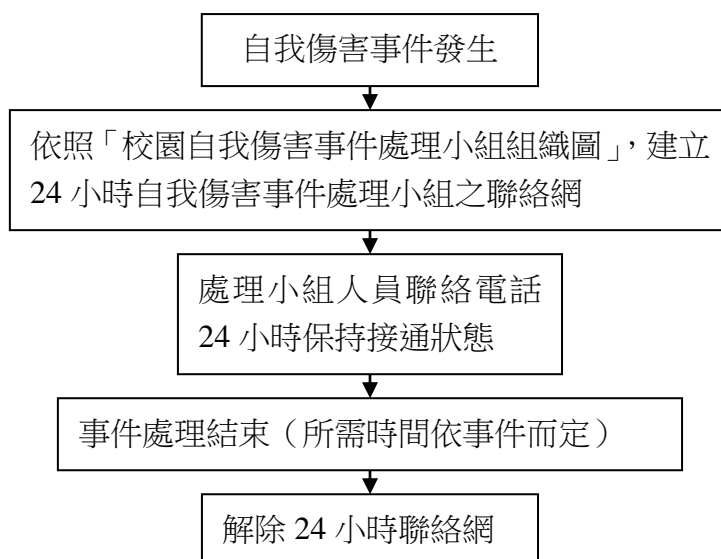 自我傷害事件發生
依照「校園自我傷害事件處理小組組織圖」，建立
24 小時自我傷害事件處理小組之聯絡網
處理小組人員聯絡電話
24 小時保持接通狀態
事件處理結束（所需時間依事件而定）
解除 24 小時聯絡網